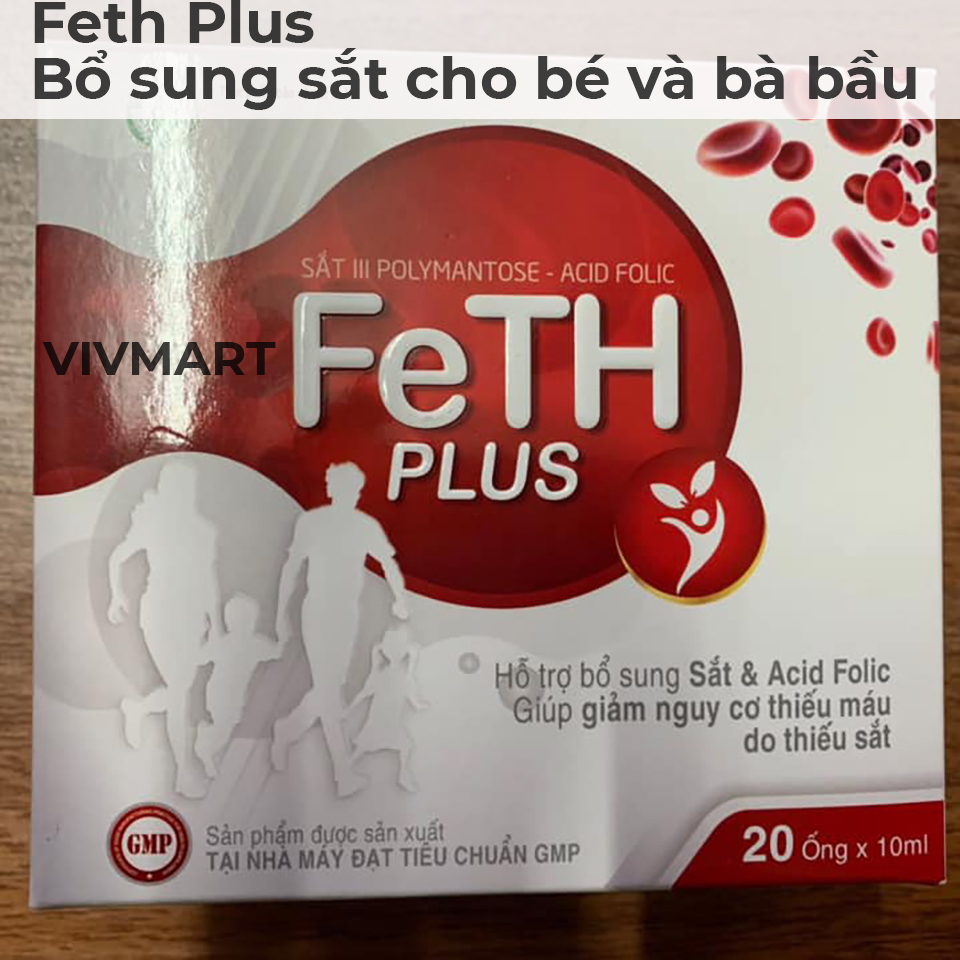 Feth Plus
Bổ sung sắt cho bé và bà bầu
SẮT III POLYMANTOSE - ACID FOLIC
VIVMART
FeTH
PLUS
Hỗ trợ bổ sung Sắt & Acid Folic
Giúp giảm nguy cơ thiếu máu
do thiếu sắt
GMP
Sản phẩm được sản xuất
TẠI NHÀ MÁY ĐẠT TIÊU CHUẨN GMP
20 Ống x 10ml